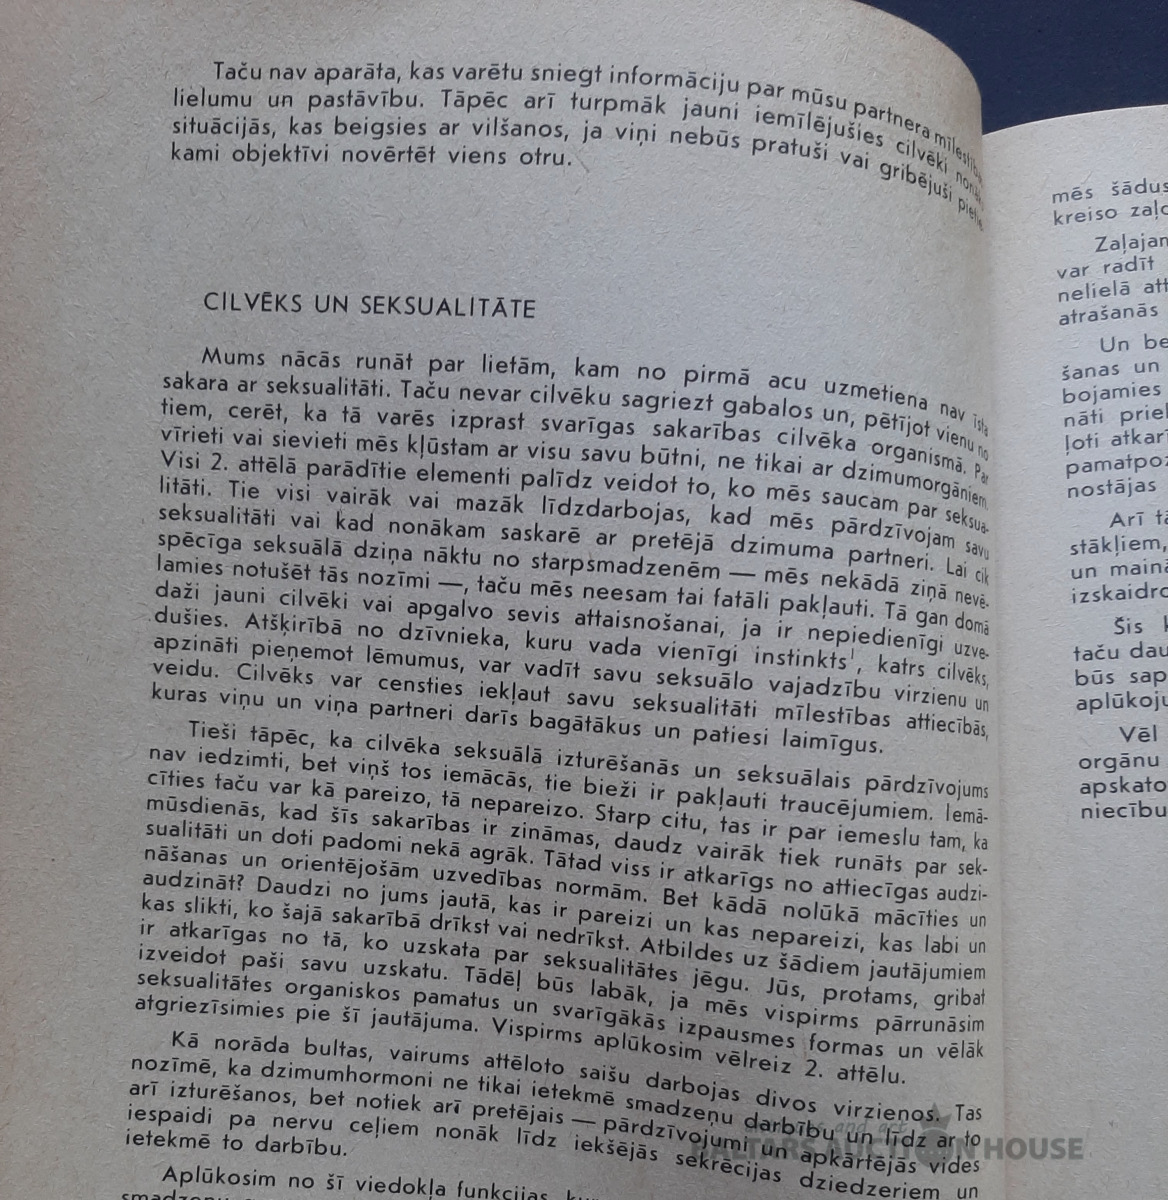 Taču nav aparāta, kas varētu sniegt informāciju par mūsu partnera mīlestības
lielumu un pastāvību. Tāpēc arī turpmāk jauni iemīlējušies cilvēki nonāks
situācijās, kas beigsies ar vilšanos, ja viņi nebūs pratuši vai gribējuši pietie-
kami objektīvi novērtēt viens otru.
CILVĒKS UN SEKSUALITĀTE
Mums nācās runāt par lietām, kam no pirmā acu uzmetiena nav īsta
sakara ar seksualitāti. Taču nevar cilvēku sagriezt gabalos un, pētījot vienu no
tiem, cerēt, ka tā varēs izprast svarīgas sakarības cilvēka organismā. Par
vīrieti vai sievieti mēs kļūstam ar visu savu būtni, ne tikai ar dzimumorgāniem.
Visi 2. attēlā parādītie elementi palīdz veidot to, ko mēs saucam par seksua-
litāti. Tie visi vairāk vai mazāk līdzdarbojas, kad mēs pārdzīvojam savu
seksualitāti vai kad nonākam saskarē ar pretējā dzimuma partneri. Lai cik
spēcīga seksuālā dziņa nāktu no starpsmadzenēm — mēs nekādā ziņā nevē-
lamies notušēt tās nozīmi —, taču mēs neesam tai fatāli pakļauti. Tā gan domā
daži jauni cilvēki vai apgalvo sevis attaisnošanai, ja ir nepiedienīgi uzve-
dušies. Atšķirībā no dzīvnieka, kuru vada vienīgi instinkts¹, katrs cilvēks,
apzināti pieņemot lēmumus, var vadīt savu seksuālo vajadzību virzienu un
veidu. Cilvēks var censties iekļaut savu seksualitāti mīlestības attiecībās,
kuras viņu un viņa partneri darīs bagātākus un patiesi laimīgus.
Tieši tāpēc, ka cilvēka seksuālā izturēšanās un seksuālais pārdzīvojums
nav iedzimti, bet viņš tos iemācās, tie bieži ir pakļauti traucējumiem. Iemā-
cīties taču var kā pareizo, tā nepareizo. Starp citu, tas ir par iemeslu tam, ka
mūsdienās, kad šīs sakarības ir zināmas, daudz vairāk tiek runāts par sek-
sualitāti un doti padomi nekā agrāk. Tātad viss ir atkarīgs no attiecīgas audzi-
nāšanas un orientējošām uzvedības normām. Bet kādā nolūkā mācīties un
audzināt? Daudzi no jums jautā, kas ir pareizi un kas nepareizi, kas labi un
kas slikti, ko šajā sakarībā drīkst vai nedrīkst. Atbildes uz šādiem jautājumiem
ir atkarīgas no tā, ko uzskata par seksualitātes jēgu. Jūs, protams, gribat
izveidot paši savu uzskatu. Tādēļ būs labāk, ja mēs vispirms pārrunāsim
seksualitātes organiskos pamatus un svarīgākās izpausmes formas un vēlāk
atgriezīsimies pie šī jautājuma. Vispirms aplūkosim vēlreiz 2. attēlu.
Kā norāda bultas, vairums attēloto saišu darbojas divos virzienos. Tas
nozīmē, ka dzimumhormoni ne tikai ietekmē smadzeņu darbību un līdz ar to
arī izturēšanos, bet notiek arī pretējais — pārdzīvojumi un apkārtējās vides
iespaidi pa nervu ceļiem nonāk līdz iekšējās sekrēcijas dziedzeriem un
ietekmē to darbību.
Aplūkosim no šī viedokļa funkcijas,
mēs šādus
kreiso
Zaļajam
var radīt
nelielā
atrašanās
Un
šanas un
bojamies
nāti
ļoti
nostājas
Arī
stākļiem,
un
Šis
taču
būs
Vēl
orgānu
BALTARS AUCTION HOUSE